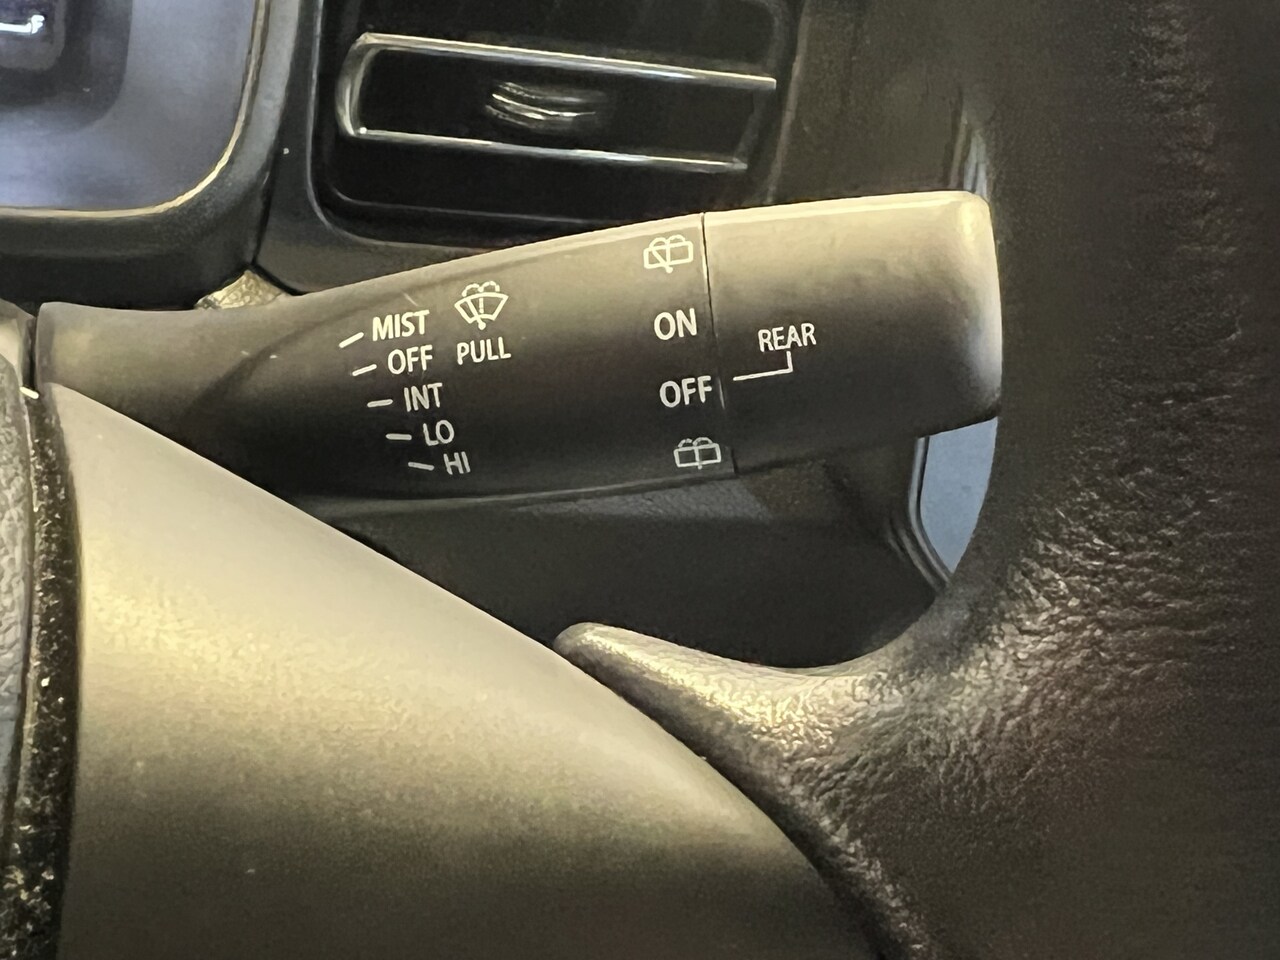 MIST
OFF PULL
INT
LO
HI
ON
OFF
REAR